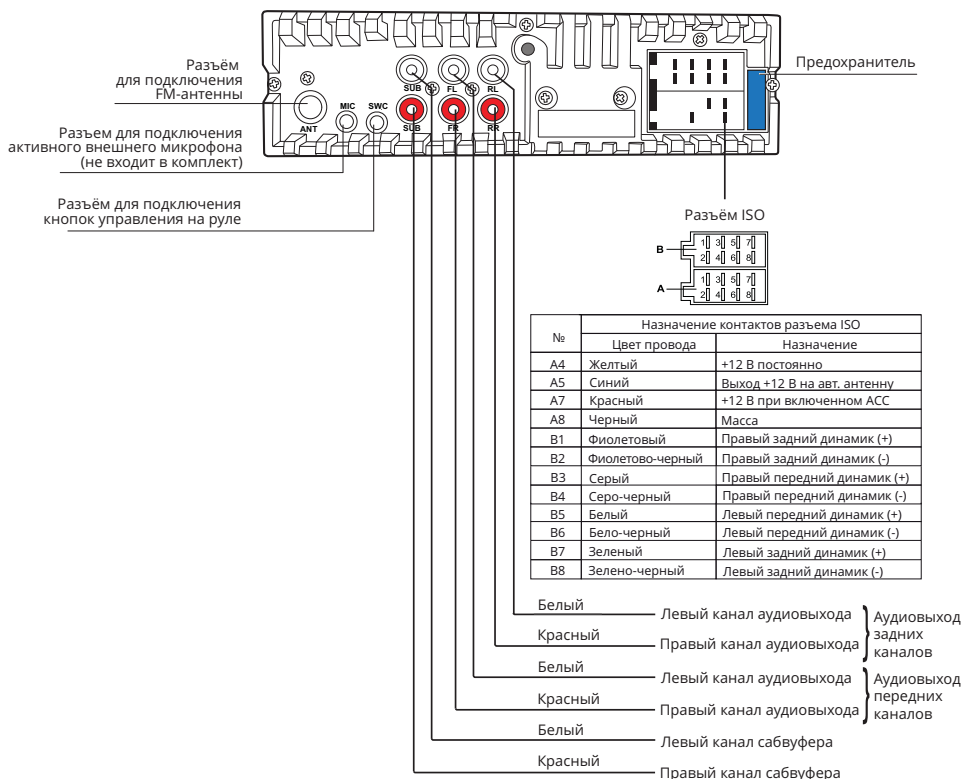 Разъём
для подключения
FM-антенны
Разъем для подключения
активного внешнего микрофона
(не входит в комплект)
Разъём для подключения
кнопок управления на руле
ANT
MIC
SWC
SUB
FL
RL
SUB
FR
RR
Предохранитель
Разъём ISO
B
1 3 5 7
2 4 6 8
A
1 3 5 7
2 4 6 8
№ Назначение контактов разъема ISO
Цвет провода Назначение
A4 Желтый +12 В постоянно
A5 Синий Выход +12 В на авт. антенну
A7 Красный +12 В при включенном ACC
A8 Черный Масса
B1 Фиолетовый Правый задний динамик (+)
B2 Фиолетово-черный Правый задний динамик (-)
B3 Серый Правый передний динамик (+)
B4 Серо-черный Правый передний динамик (-)
B5 Белый Левый передний динамик (+)
B6 Бело-черный Левый передний динамик (-)
B7 Зеленый Левый задний динамик (+)
B8 Зелено-черный Левый задний динамик (-)
Белый Левый канал аудиовыхода
Красный Правый канал аудиовыхода
Аудиовыход
задних
каналов
Белый Левый канал аудиовыхода
Красный Правый канал аудиовыхода
Аудиовыход
передних
каналов
Белый Левый канал сабвуфера
Красный Правый канал сабвуфера